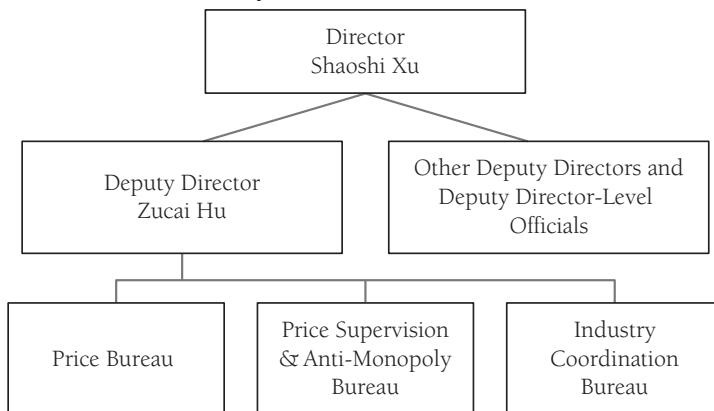 Director
Shaoshi Xu
Deputy Director
Zucai Hu
Other Deputy Directors and
Deputy Director-Level
Officials
Price Bureau
Price Supervision
& Anti-Monopoly
Bureau
Industry
Coordination
Bureau